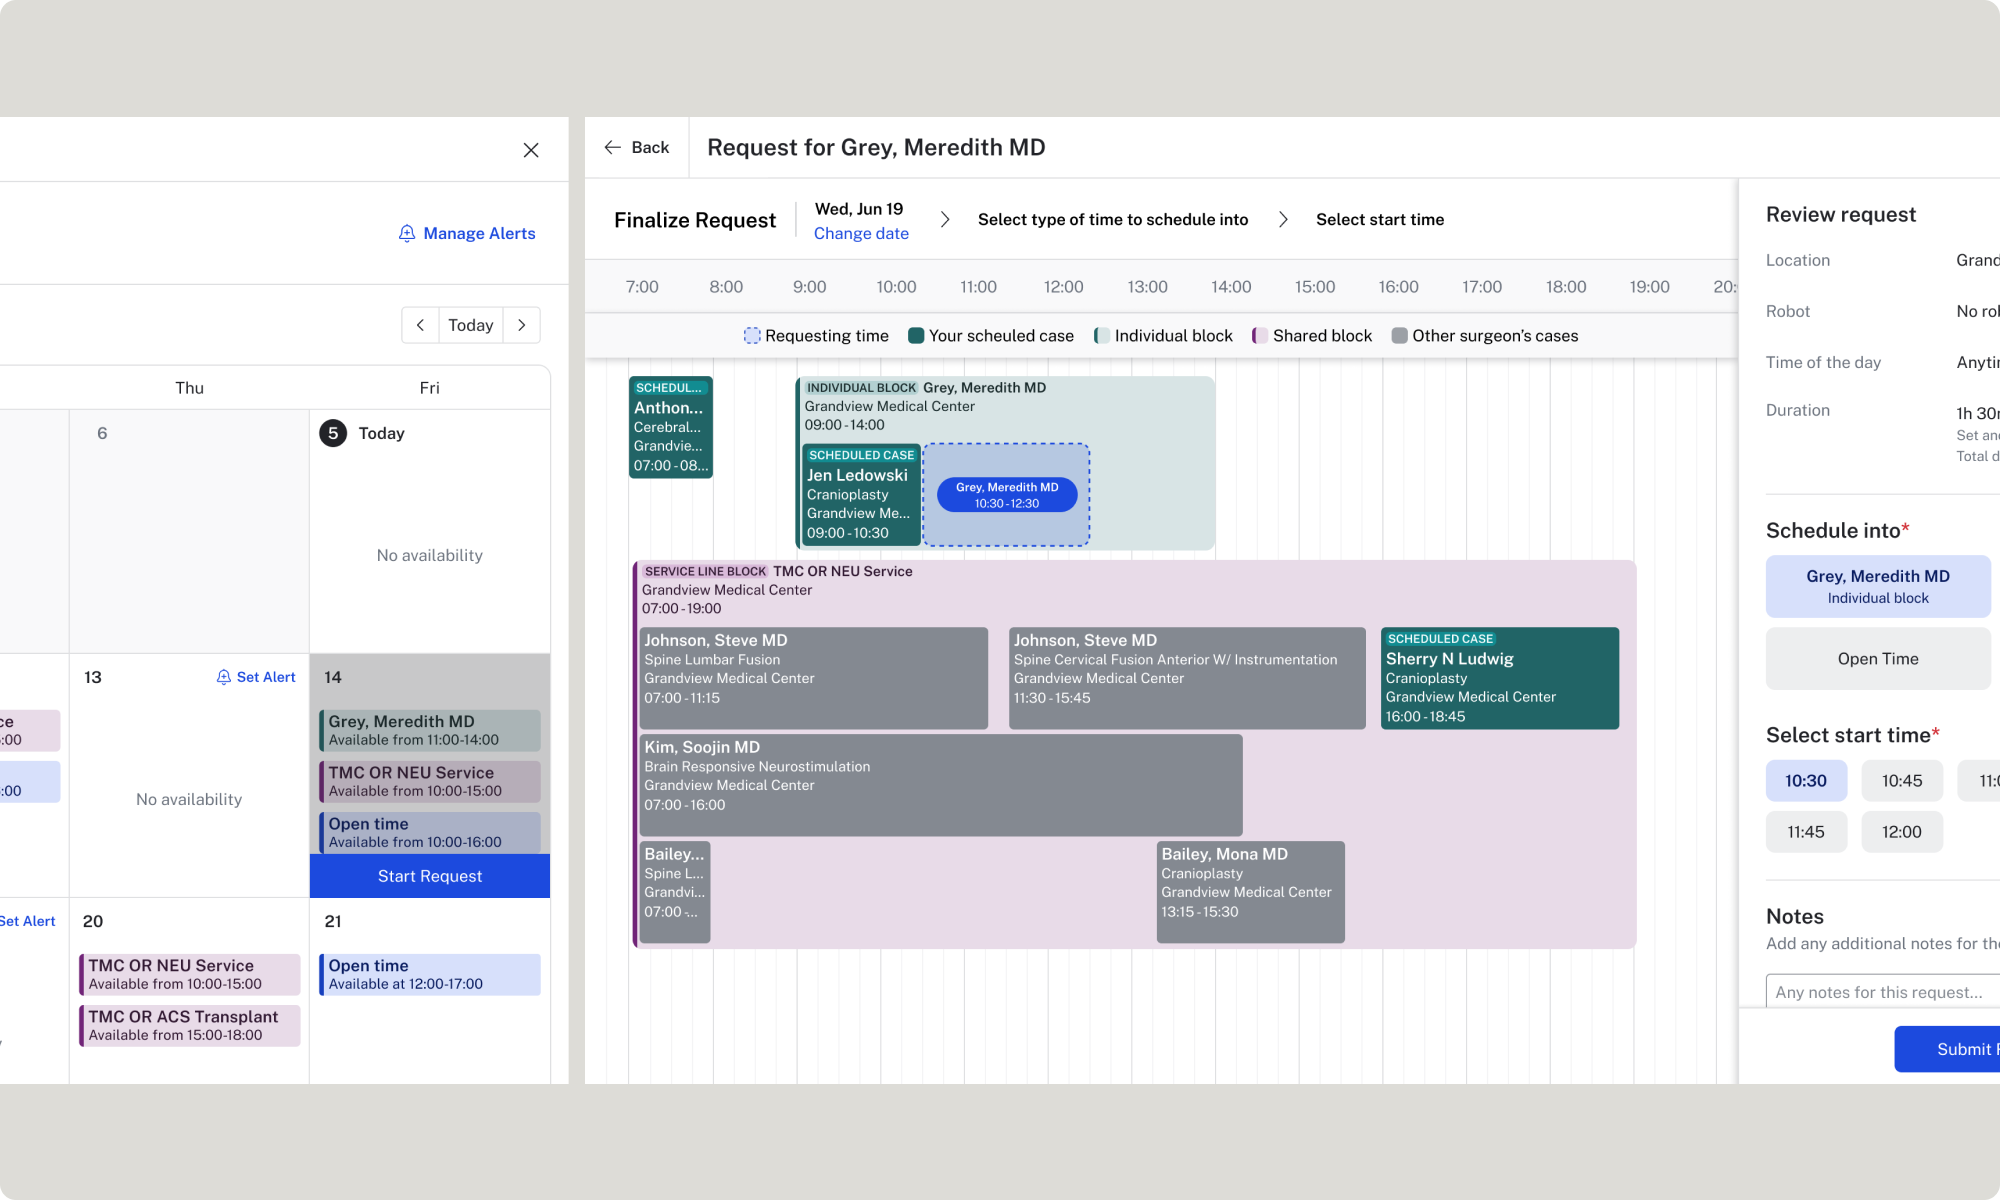 Manage Alerts
Today
Thu
Fri
6
5 Today
No availability
13
Set Alert
14
ce
:00
:00
No availability
Grey, Meredith MD
Available from 11:00-14:00
TMC OR NEU Service
Available from 10:00-15:00
Open time
Available from 10:00-16:00
Start Request
Set Alert
20
21
TMC OR NEU Service
Available from 10:00-15:00
TMC OR ACS Transplant
Available from 15:00-18:00
Open time
Available at 12:00-17:00
Back
Request for Grey, Meredith MD
Finalize Request
Wed, Jun 19
Change date
Select type of time to schedule into
Select start time
7:00 8:00 9:00 10:00 11:00 12:00 13:00 14:00 15:00 16:00 17:00 18:00 19:00 20:
Requesting time Your scheuled case Individual block Shared block Other surgeon's cases
SCHEDUL...
Anthon...
Cerebral...
Grandvie...
07:00 - 08...
INDIVIDUAL BLOCK Grey, Meredith MD
Grandview Medical Center
09:00 - 14:00
SCHEDULED CASE
Jen Ledowski
Cranioplasty
Grandview Me...
09:00 - 10:30
Grey, Meredith MD
10:30 - 12:30
SERVICE LINE BLOCK TMC OR NEU Service
Grandview Medical Center
07:00 - 19:00
Johnson, Steve MD
Spine Lumbar Fusion
Grandview Medical Center
07:00 - 11:15
Johnson, Steve MD
Spine Cervical Fusion Anterior W/ Instrumentation
Grandview Medical Center
11:30 - 15:45
SCHEDULED CASE
Sherry N Ludwig
Cranioplasty
Grandview Medical Center
16:00 - 18:45
Kim, Soojin MD
Brain Responsive Neurostimulation
Grandview Medical Center
07:00 - 16:00
Bailey...
Spine L...
Grandvi...
07:00 -...
Bailey, Mona MD
Cranioplasty
Grandview Medical Center
13:15 - 15:30
Review request
Location Grand
Robot No ro
Time of the day Anyti
Duration 1h 30
Set an
Total d
Schedule into*
Grey, Meredith MD
Individual block
Open Time
Select start time*
10:30 10:45 11:
11:45 12:00
Notes
Add any additional notes for th
Any notes for this request...
Submit